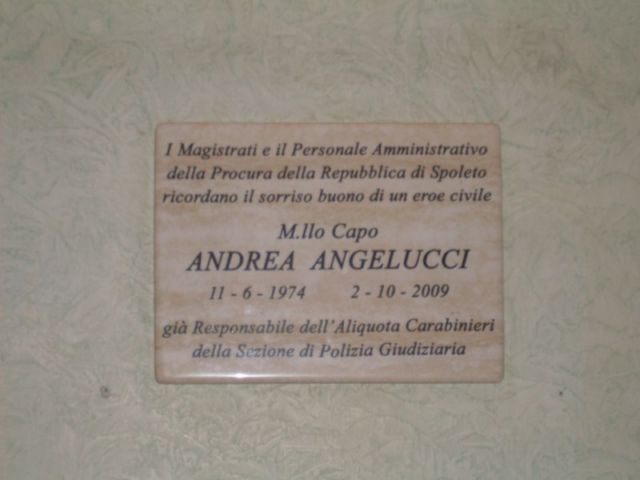 I Magistrati e il Personale Amministrativo
della Procura della Repubblica di Spoleto
ricordano il sorriso buono di un eroe civile
M.llo Capo
ANDREA ANGELUCCI
11 - 6 - 1974 2 - 10 - 2009
già Responsabile dell'Aliquota Carabinieri
della Sezione di Polizia Giudiziaria